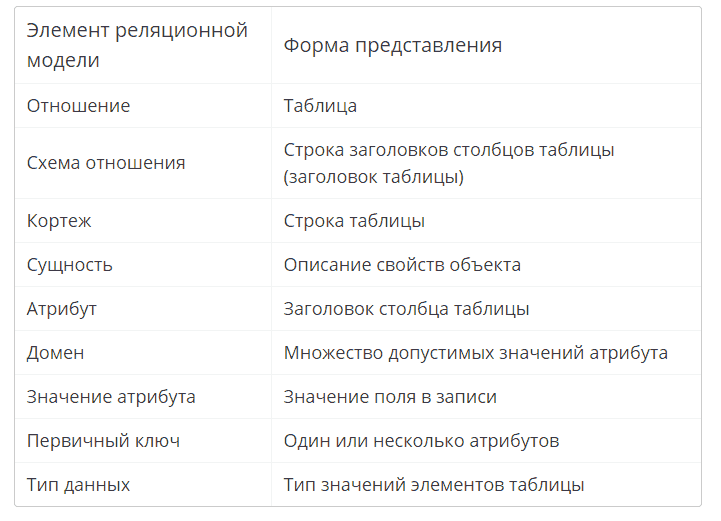 Элемент реляционной
модели
Форма представления
Отношение
Таблица
Схема отношения
Строка заголовков столбцов таблицы
(заголовок таблицы)
Кортеж
Строка таблицы
Сущность
Описание свойств объекта
Атрибут
Заголовок столбца таблицы
Домен
Множество допустимых значений атрибута
Значение атрибута
Значение поля в записи
Первичный ключ
Один или несколько атрибутов
Тип данных
Тип значений элементов таблицы